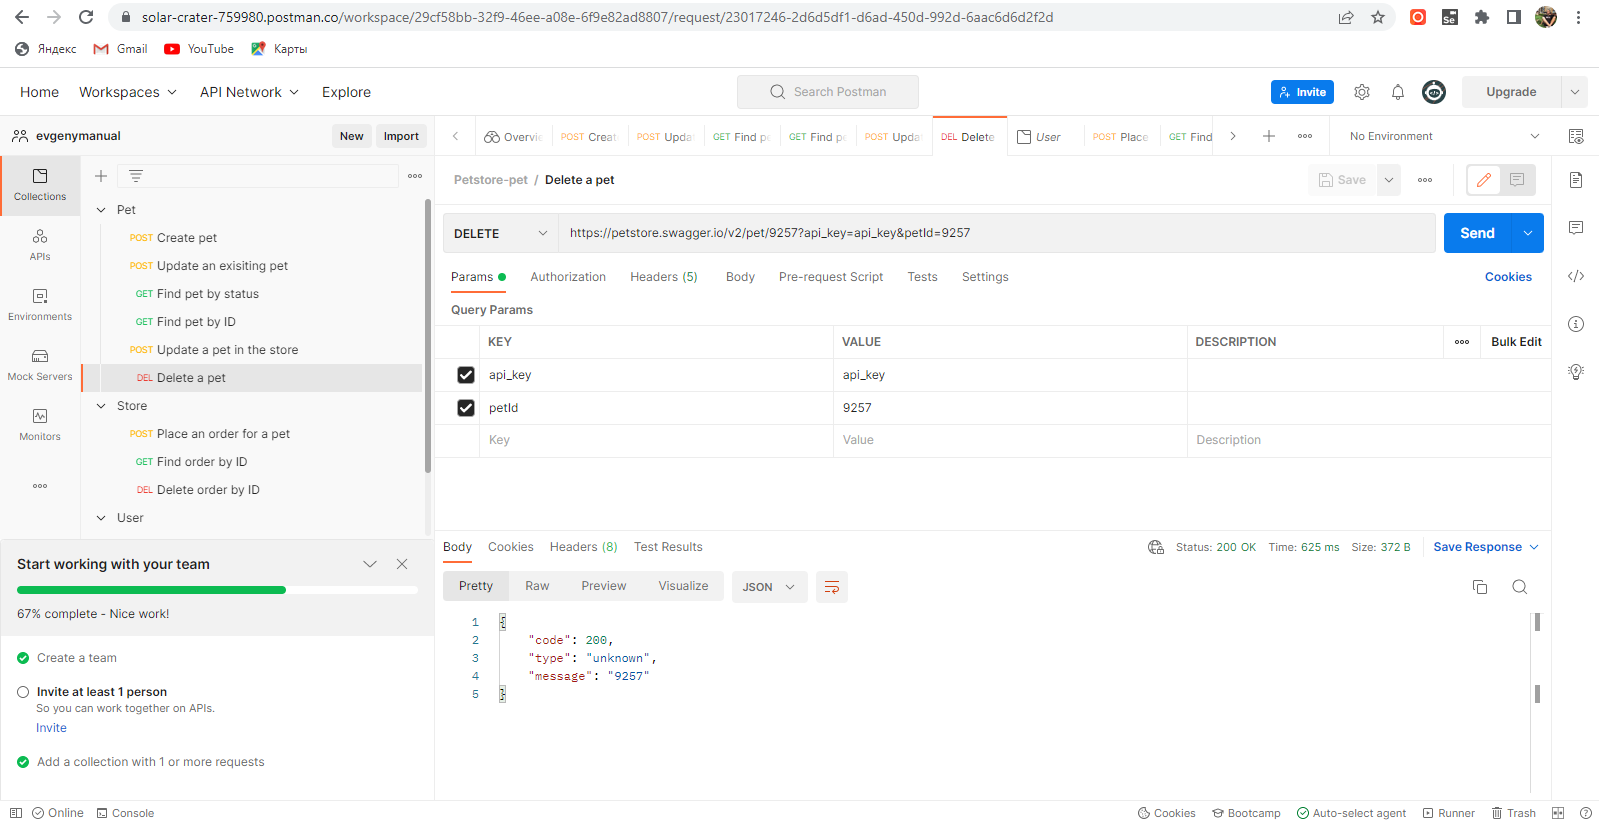 solar-crater-759980.postman.co/workspace/29cf58bb-32f9-46ee-a08e-6f9e82ad8807/request/23017246-2d6d5df1-d6ad-450d-992d-6aac6d6d2f2d
Яндекс Gmail YouTube Карты
Home Workspaces API Network Explore Search Postman Invite Upgrade
evgenymanual New Import
Overvie POST Creat POST Updat GET Find pe GET Find pe POST Updat DEL Delete User POST Place GET Find No Environment
Collections
APIs
Environments
Mock Servers
Monitors
Pet
POST Create pet
POST Update an exisiting pet
GET Find pet by status
GET Find pet by ID
POST Update a pet in the store
DEL Delete a pet
Store
POST Place an order for a pet
GET Find order by ID
DEL Delete order by ID
User
Start working with your team
67% complete - Nice work!
Create a team
Invite at least 1 person
So you can work together on APIs.
Invite
Add a collection with 1 or more requests
Petstore-pet / Delete a pet Save
DELETE https://petstore.swagger.io/v2/pet/9257?api_key=api_key&petId=9257 Send
Params Authorization Headers (5) Body Pre-request Script Tests Settings Cookies
Query Params
KEY VALUE DESCRIPTION Bulk Edit
api_key api_key
petId 9257
Key Value Description
Body Cookies Headers (8) Test Results Status: 200 OK Time: 625 ms Size: 372 B Save Response
Pretty Raw Preview Visualize JSON
1 {
2 "code": 200,
3 "type": "unknown",
4 "message": "9257"
5 }
Online Console Cookies Bootcamp Auto-select agent Runner Trash